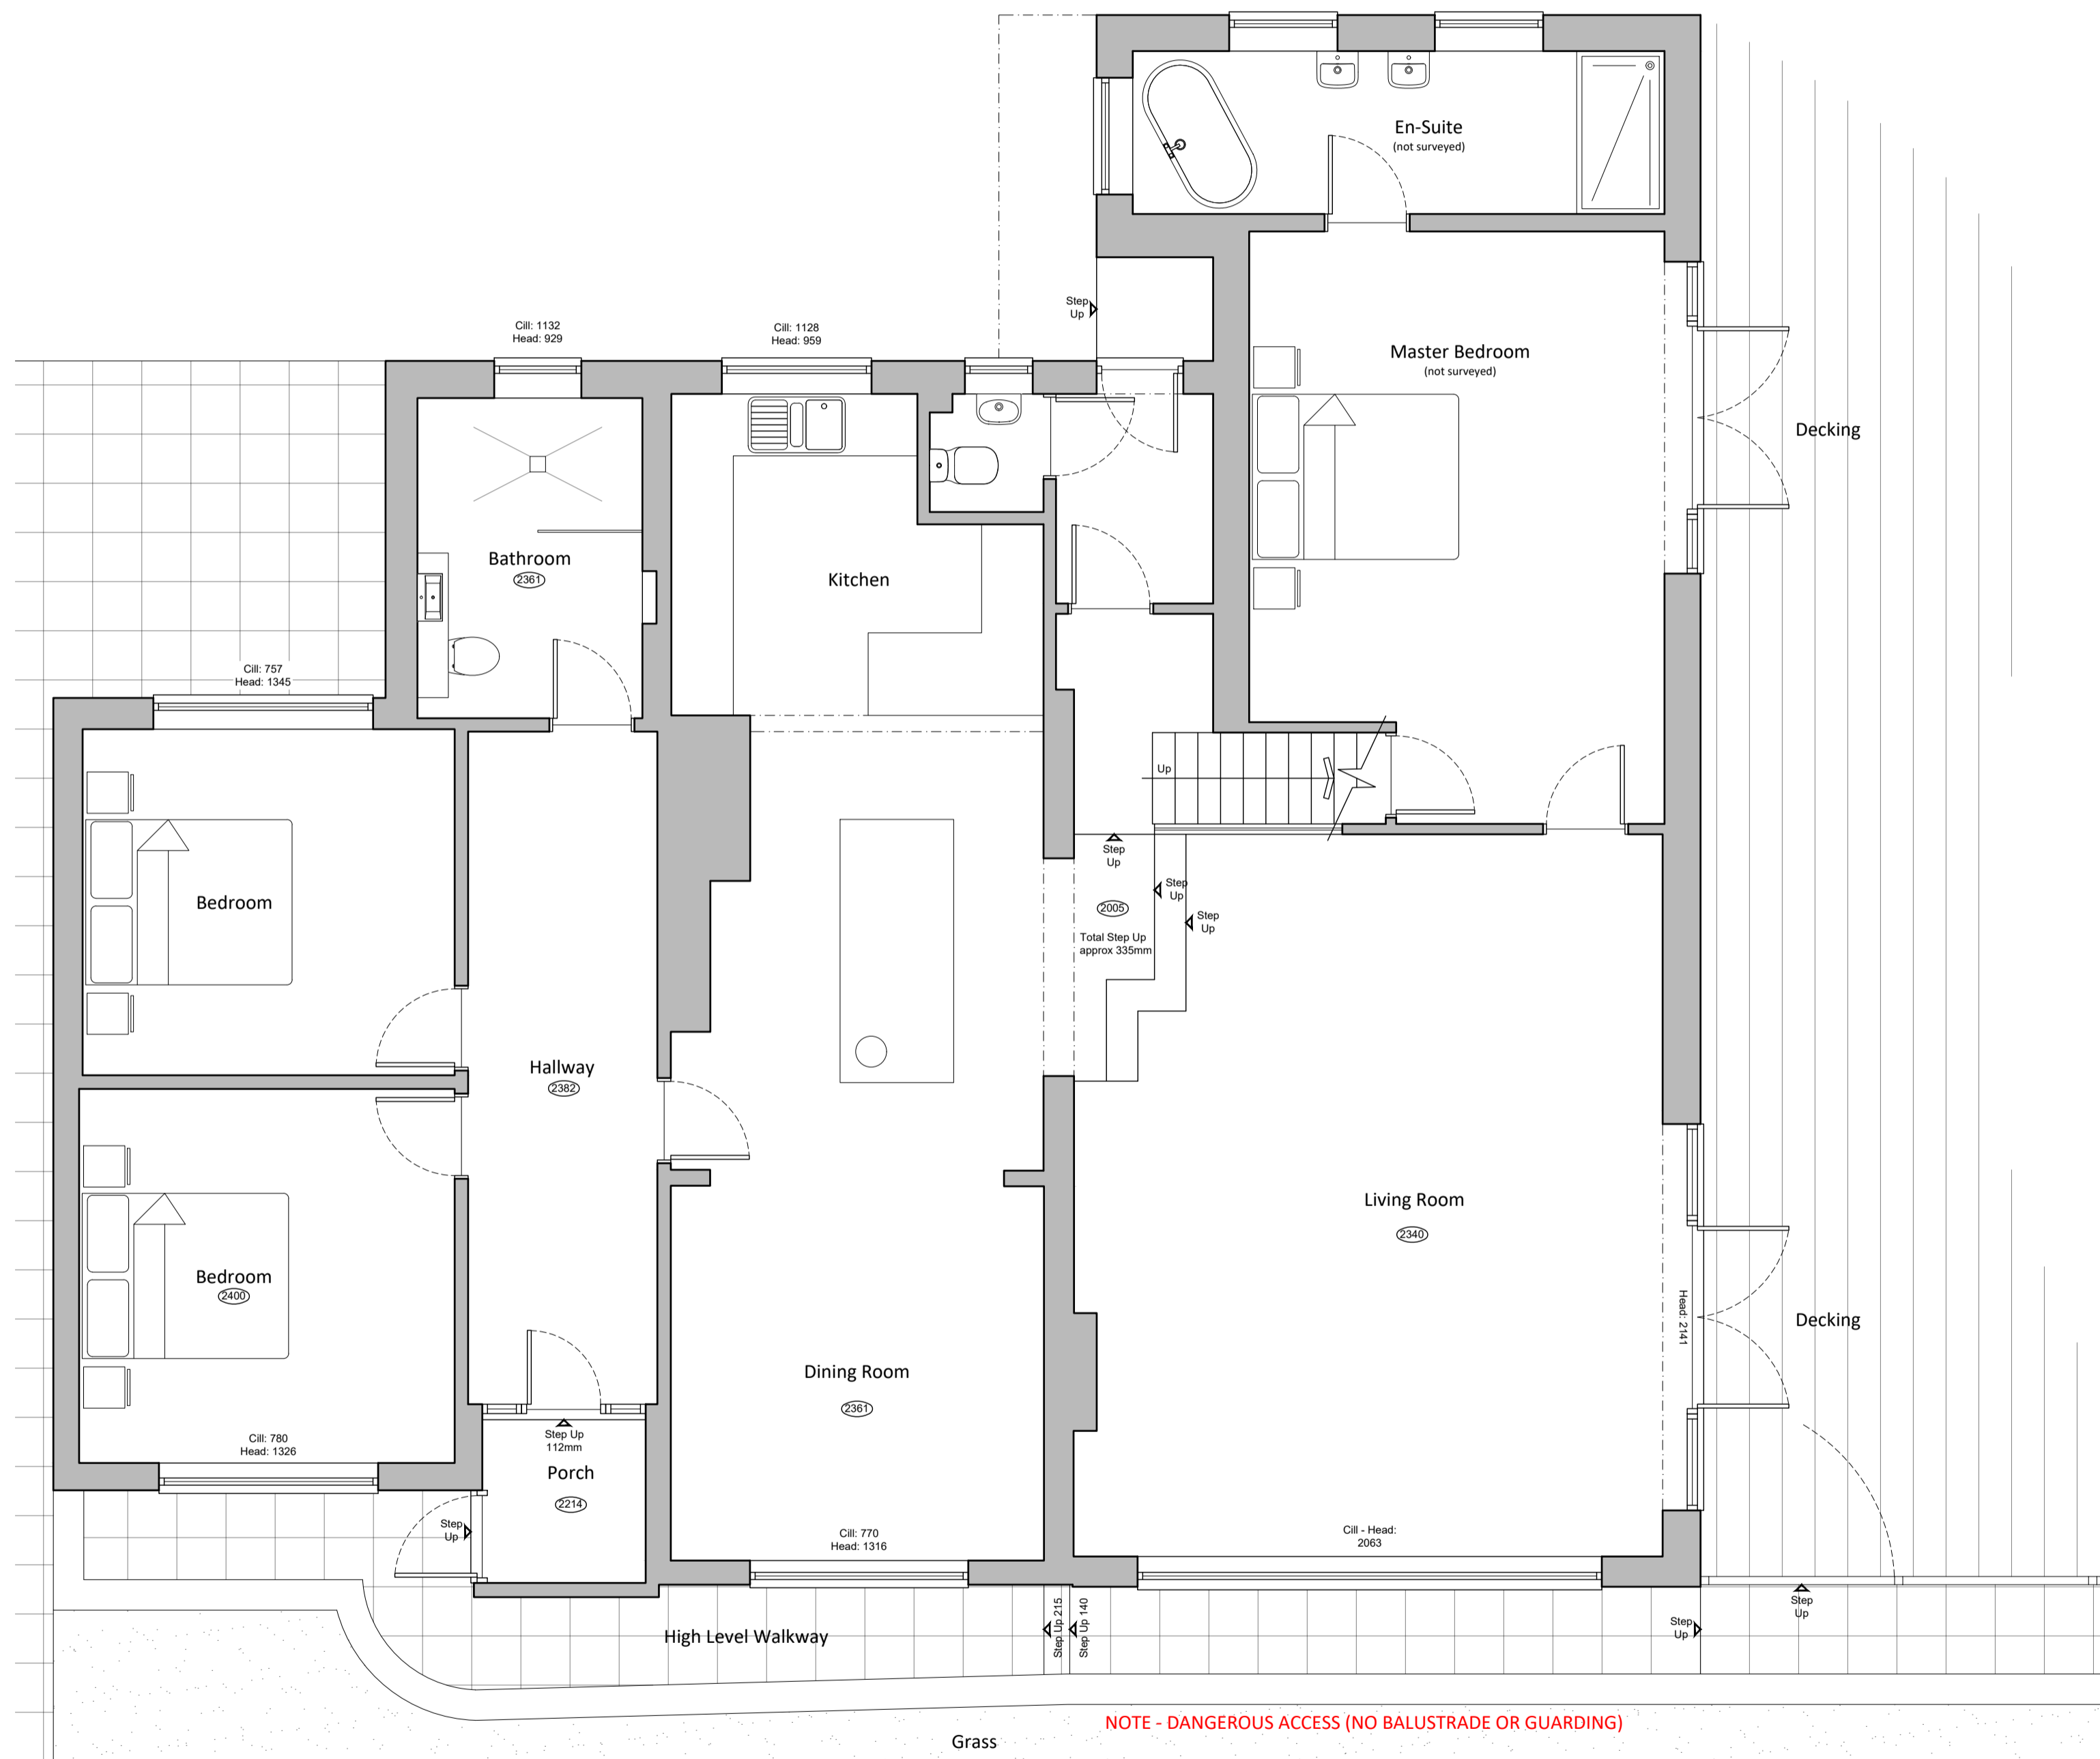 En-Suite
(not surveyed)
Step
Up
Cill: 1132
Head: 929
Cill: 1128
Head: 959
Master Bedroom
(not surveyed)
Decking
Bathroom
2361
Kitchen
Cill: 757
Head: 1345
Up
Step
Up
Step
Up
Step
Up
2005
Total Step Up
approx 335mm
Bedroom
Hallway
2382
Living Room
2340
Bedroom
2400
Head: 2141
Decking
Dining Room
2361
Cill: 780
Head: 1326
Step Up
112mm
Porch
2214
Step
Up
Cill: 770
Head: 1316
Cill - Head:
2063
Step Up 215
Step Up 140
Step
Up
Step
Up
High Level Walkway
NOTE - DANGEROUS ACCESS (NO BALUSTRADE OR GUARDING)
Grass